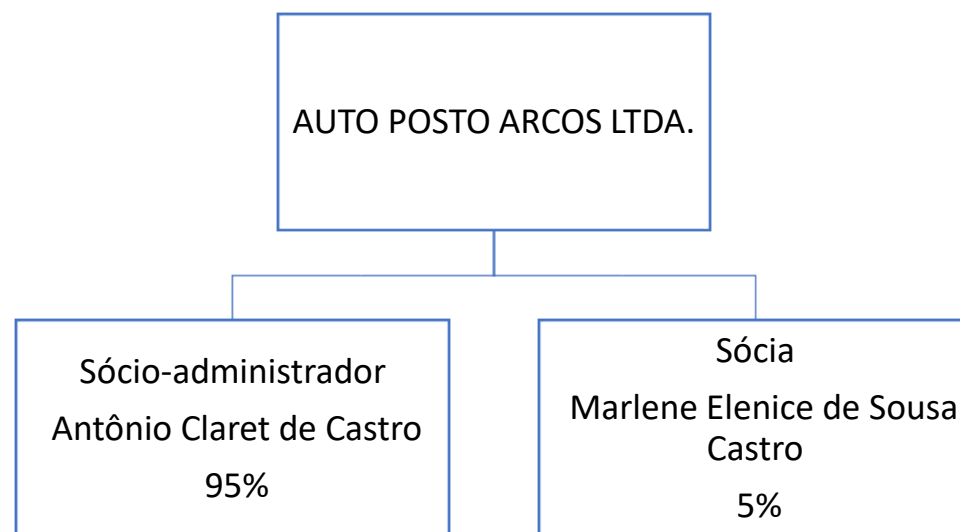 AUTO POSTO ARCOS LTDA.
Sócio-administrador
Antônio Claret de Castro
95%
Sócia
Marlene Elenice de Sousa
Castro
5%